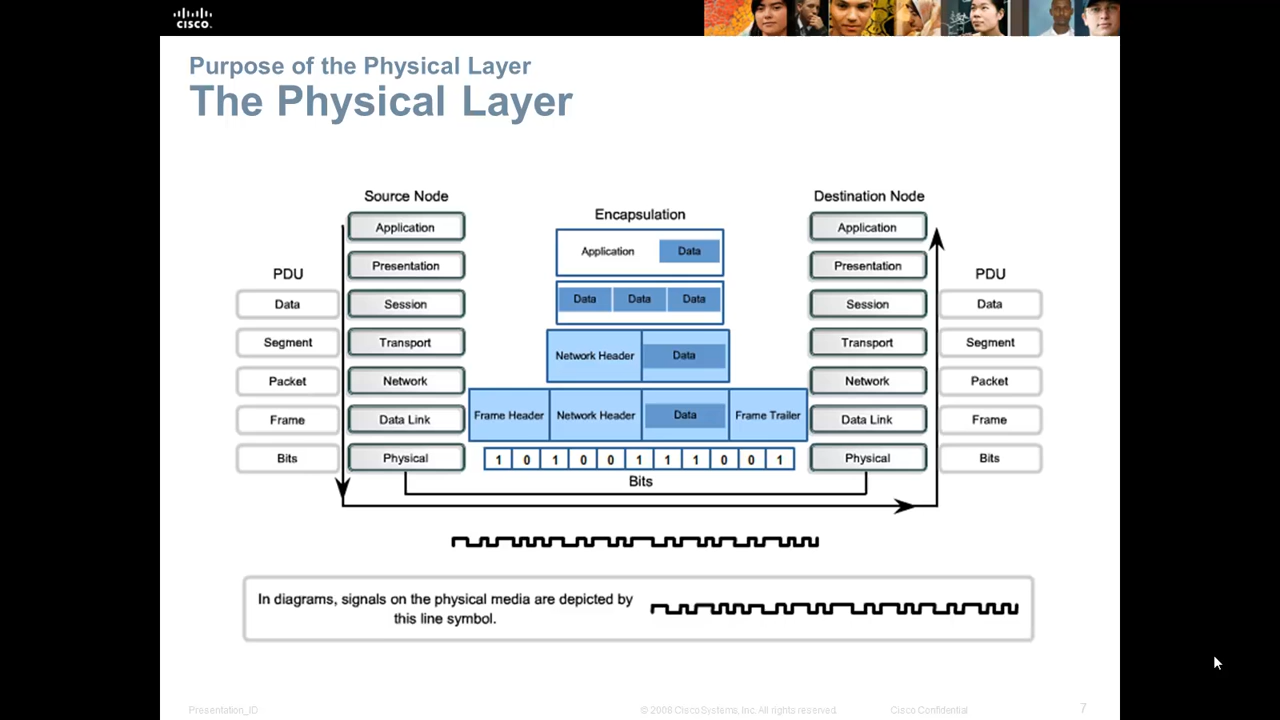 CISCO.
Purpose of the Physical Layer
The Physical Layer
Source Node
Destination Node
Encapsulation
PDU
Data
Segment
Packet
Frame
Bits
Application
Presentation
Session
Transport
Network
Data Link
Physical
Application Data
Data Data Data
Network Header Data
Frame Header Network Header Data Frame Trailer
1 0 1 0 0 1 1 1 0 0 1
Bits
Application
Presentation
Session
Transport
Network
Data Link
Physical
PDU
Data
Segment
Packet
Frame
Bits
In diagrams, signals on the physical media are depicted by
this line symbol.
Presentation_ID
© 2008 Cisco Systems, Inc. All rights reserved.
Cisco Confidential
7